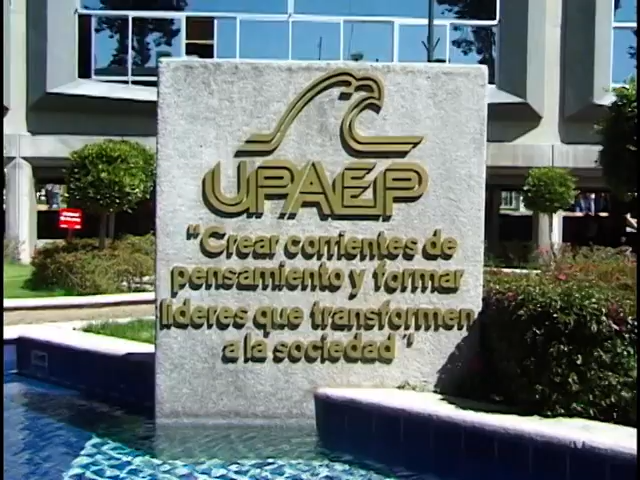 UPAEP
"Crear corrientes de
pensamiento y formar
líderes que transformen
a la sociedad"